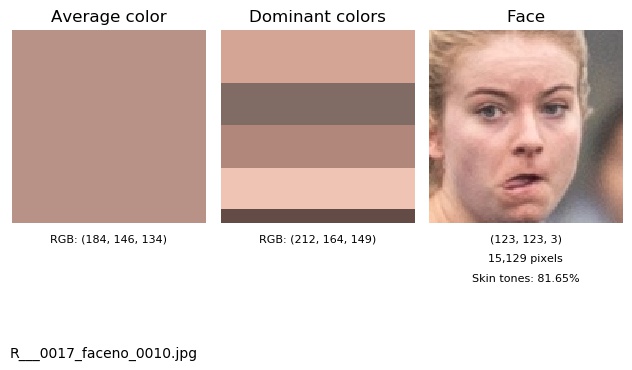 Average color
Dominant colors
Face
RGB: (184, 146, 134)
RGB: (212, 164, 149)
(123, 123, 3)
15,129 pixels
Skin tones: 81.65%
R___0017_faceno_0010.jpg